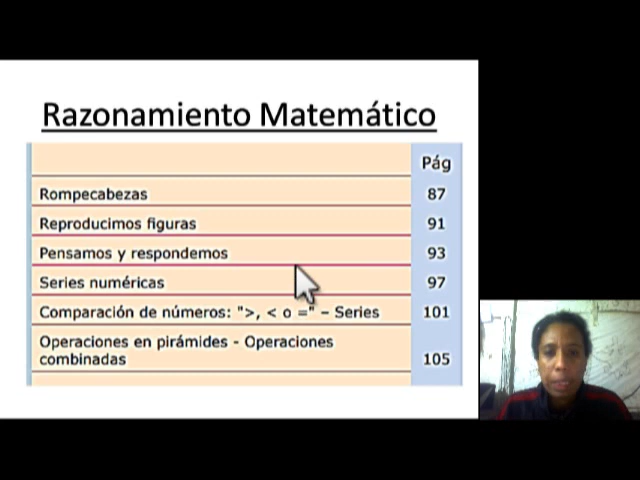 Razonamiento Matemático
Pág
Rompecabezas 87
Reproducimos figuras 91
Pensamos y respondemos 93
Series numéricas 97
Comparación de números: ">, < o =" – Series 101
Operaciones en pirámides - Operaciones
combinadas 105